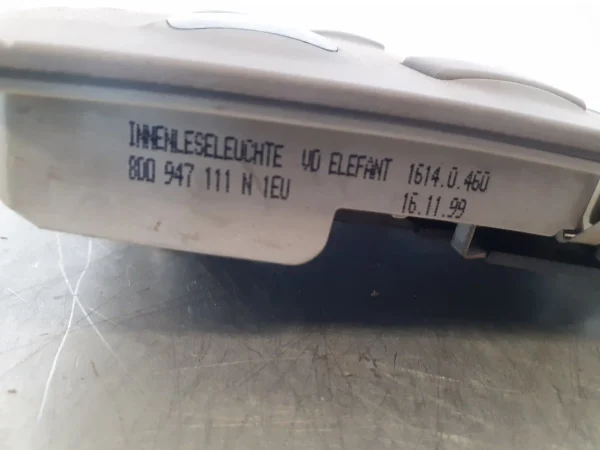 INNENLESELEUCHTE VD ELEFANT 1614.0.460
8D0 947 111 N 1EU 16.11.99